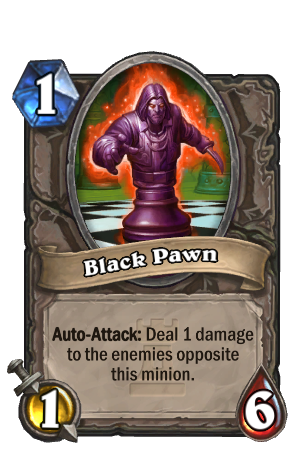 1
Black Pawn
Auto-Attack: Deal 1 damage
to the enemies opposite
this minion.
1
6